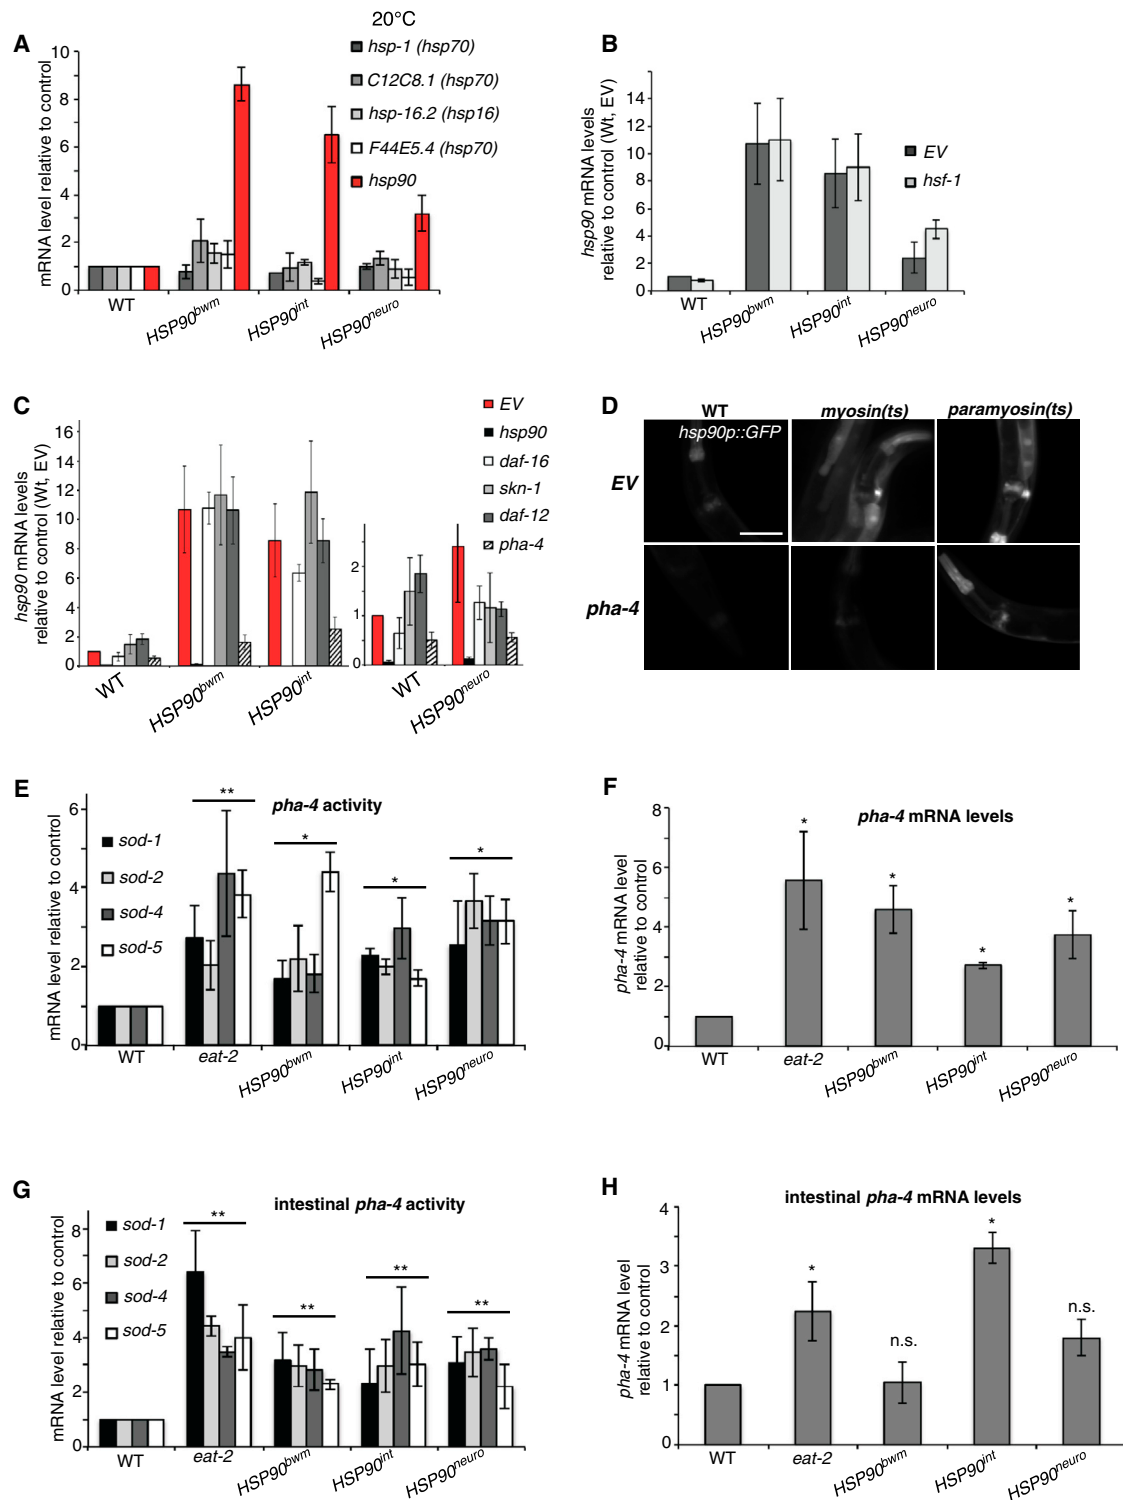 A
20°C
mRNA level relative to control
10
8
6
4
2
0
hsp-1 (hsp70)
C12C8.1 (hsp70)
hsp-16.2 (hsp16)
F44E5.4 (hsp70)
hsp90
WT
HSP90bwm
HSP90int
HSP90neuro
B
hsp90 mRNA levels
relative to control (Wt, EV)
14
12
10
8
6
4
2
0
EV
hsf-1
WT
HSP90bwm
HSP90int
HSP90neuro
C
hsp90 mRNA levels
relative to control (Wt, EV)
16
14
12
10
8
6
4
2
0
EV
hsp90
daf-16
skn-1
daf-12
pha-4
2
1
0
WT
HSP90bwm
HSP90int
WT
HSP90neuro
D
WT
myosin(ts)
paramyosin(ts)
hsp90p::GFP
EV
pha-4
E
pha-4 activity
mRNA level relative to control
6
4
2
0
sod-1
sod-2
sod-4
sod-5
**
*
*
*
WT
eat-2
HSP90bwm
HSP90int
HSP90neuro
F
pha-4 mRNA levels
pha-4 mRNA level
relative to control
8
6
4
2
0
*
*
*
*
WT
eat-2
HSP90bwm
HSP90int
HSP90neuro
G
intestinal pha-4 activity
mRNA level relative to control
8
6
4
2
0
sod-1
sod-2
sod-4
sod-5
**
**
**
**
WT
eat-2
HSP90bwm
HSP90int
HSP90neuro
H
intestinal pha-4 mRNA levels
pha-4 mRNA level
relative to control
4
3
2
1
0
*
n.s.
*
n.s.
WT
eat-2
HSP90bwm
HSP90int
HSP90neuro